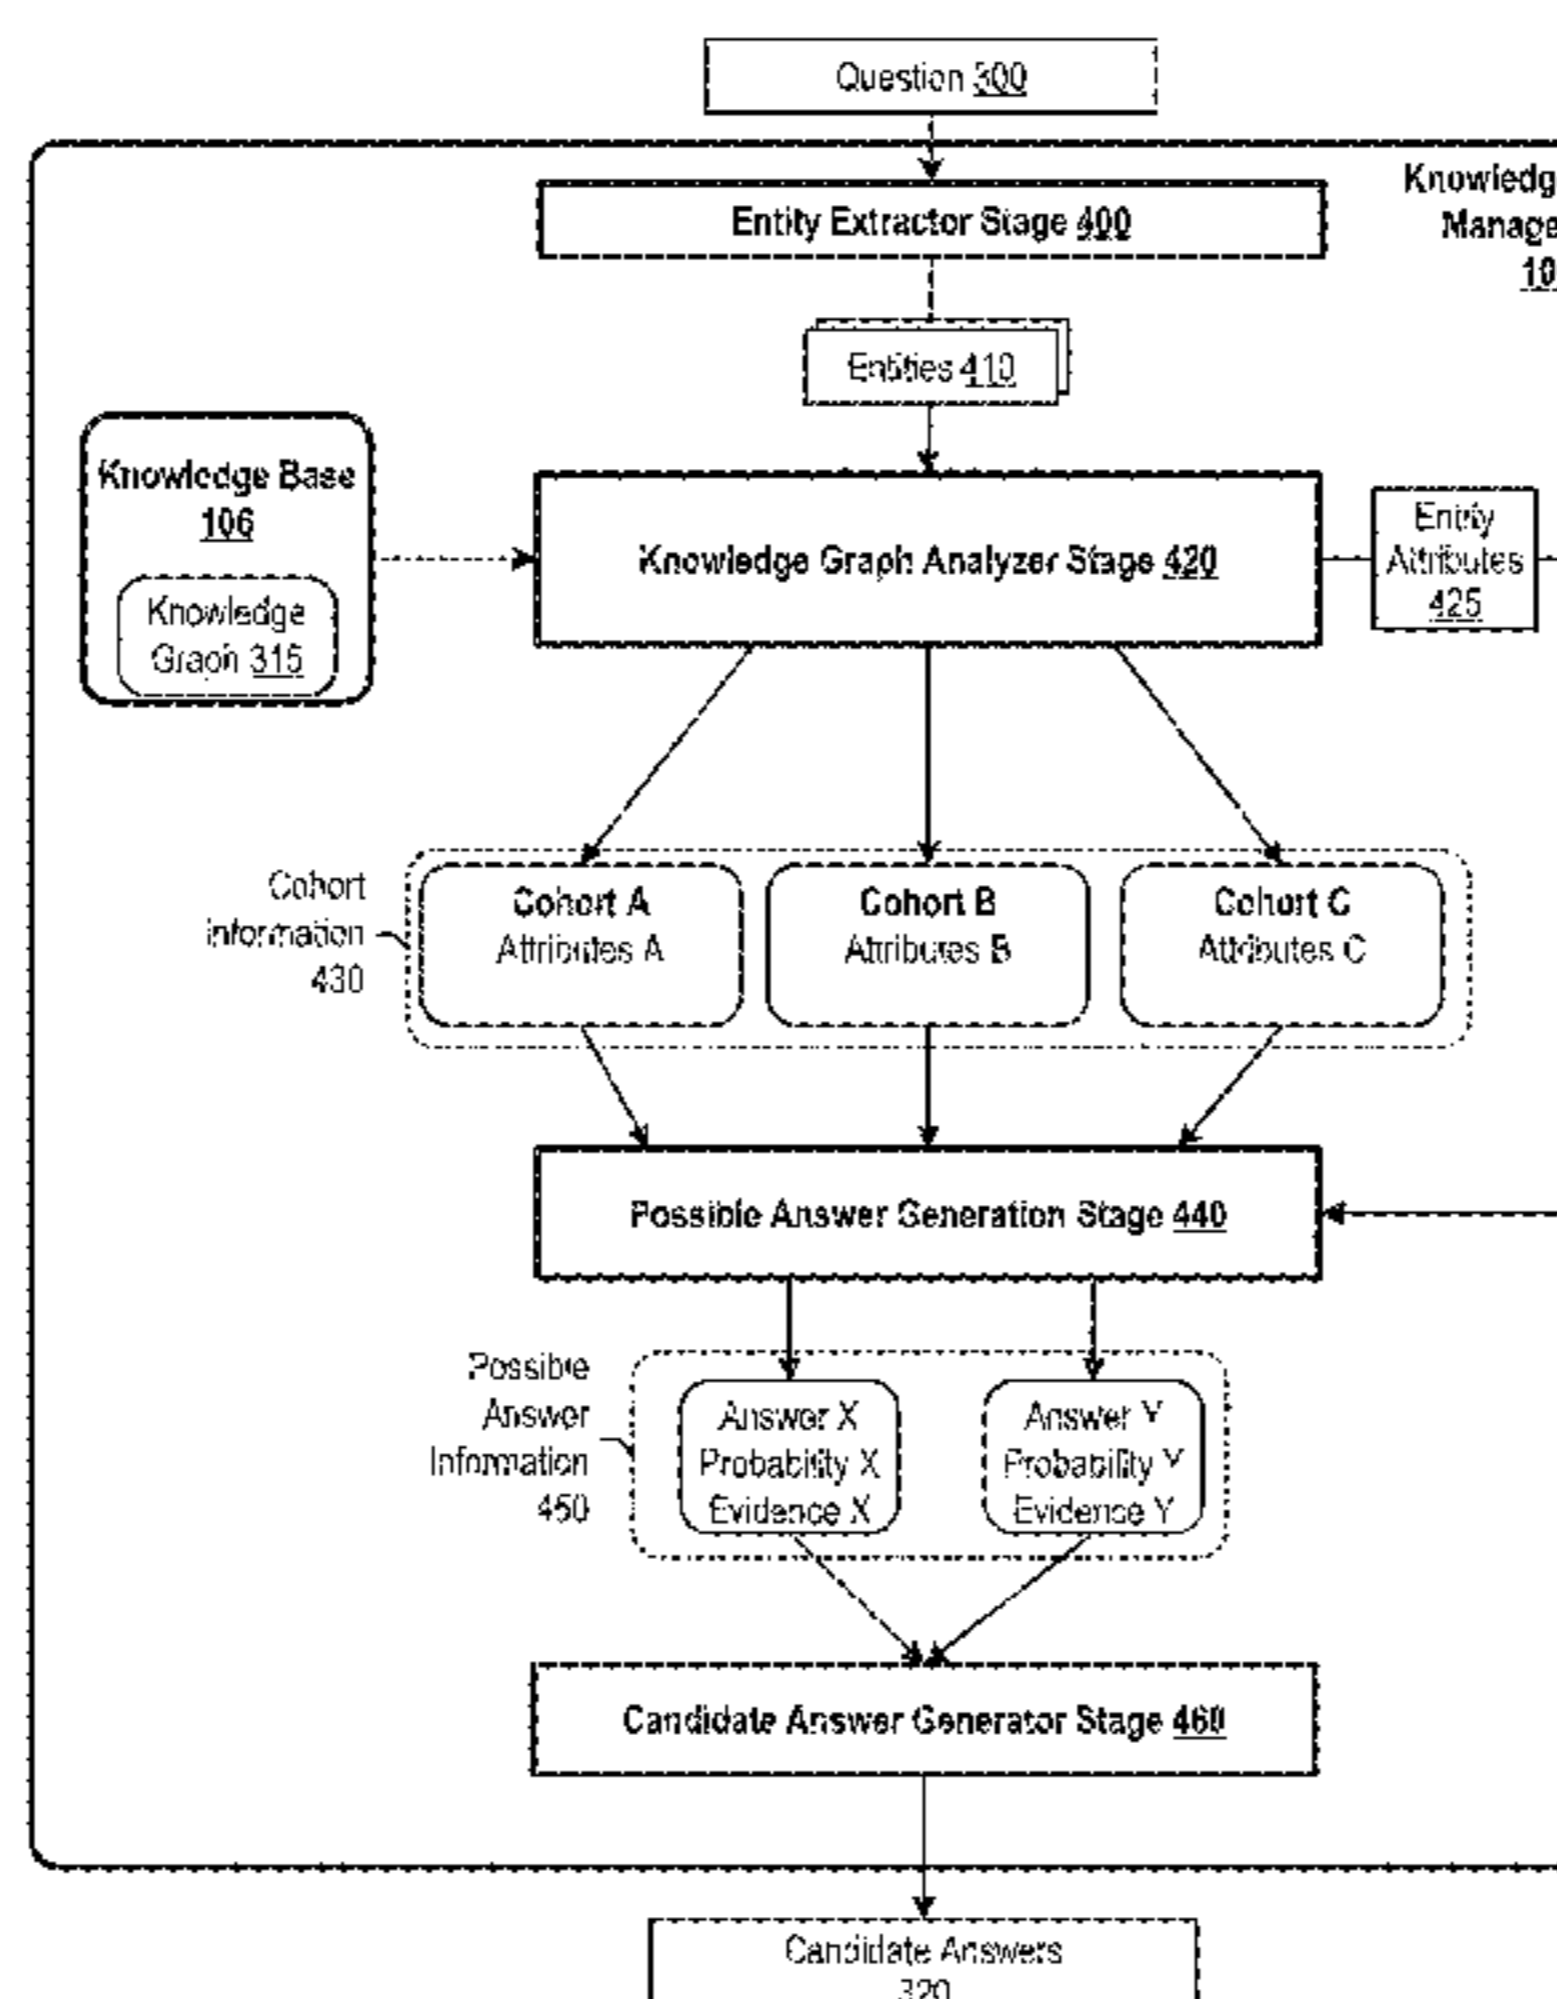 Question 300
Knowledg
Manage
10
Entity Extractor Stage 400
Entities 410
Knowledge Base
106
Knowledge
Graph 315
Knowledge Graph Analyzer Stage 420
Entity
Attributes
425
Cohort
Information
430
Cohort A
Attributes A
Cohort B
Attributes B
Cohort C
Attributes C
Possible Answer Generation Stage 440
Possible
Answer
Information
450
Answer X
Probability X
Evidence X
Answer Y
Probability Y
Evidence Y
Candidate Answer Generator Stage 460
Candidate Answers
320